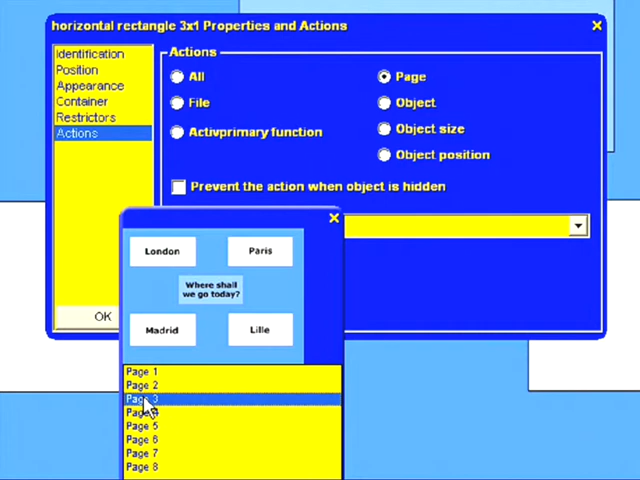 horizontal rectangle 3x1 Properties and Actions
Identification
Position
Appearance
Container
Restrictors
Actions
OK
Actions
All
Page
File
Object
Activprimary function
Object size
Object position
Prevent the action when object is hidden
London
Paris
Where shall
we go today?
Madrid
Lille
Page 1
Page 2
Page 3
Page 4
Page 5
Page 6
Page 7
Page 8